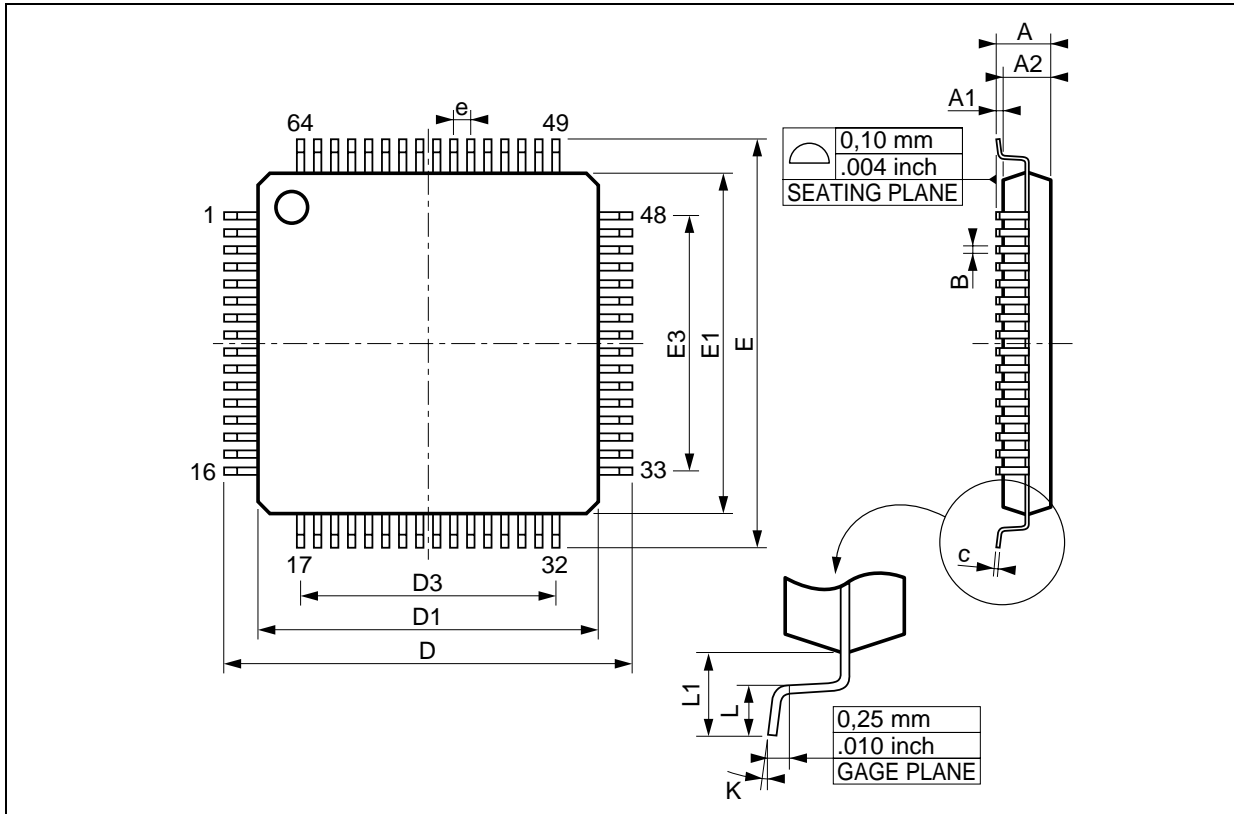 A
A2
A1
e
64
49
0,10 mm
.004 inch
SEATING PLANE
1
48
B
E3
E1
E
16
33
17
32
c
D3
D1
D
L1
L
0,25 mm
.010 inch
GAGE PLANE
K